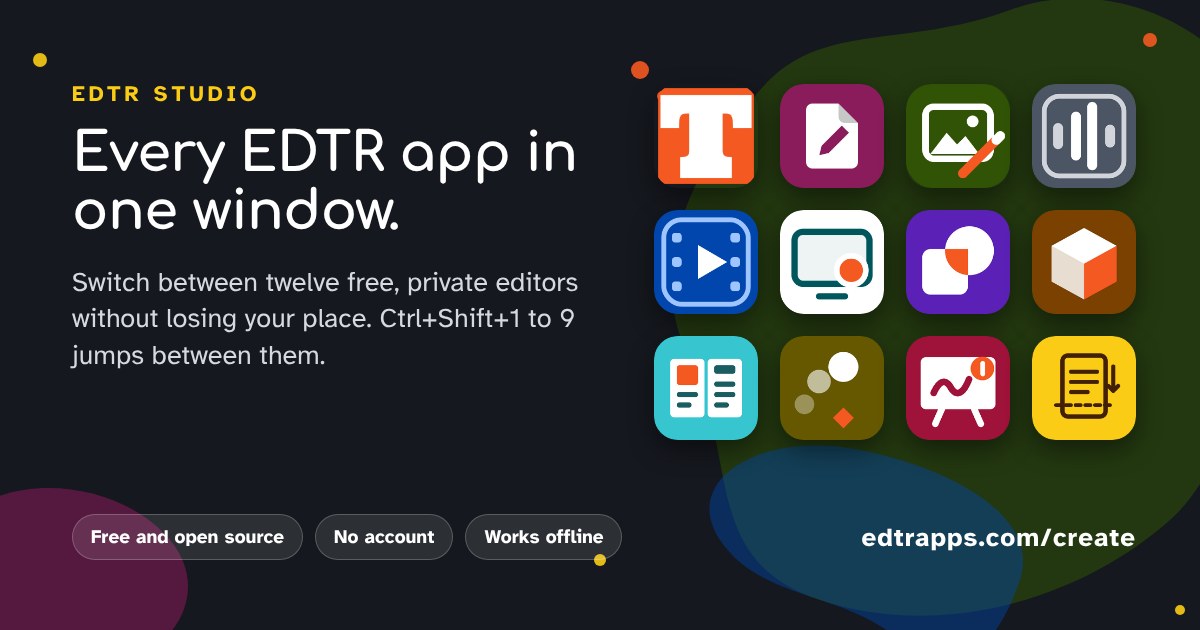 EDTR STUDIO
Every EDTR app in
one window.
Switch between twelve free, private editors
without losing your place. Ctrl+Shift+1 to 9
jumps between them.
T
Free and open source
No account
Works offline
edtrapps.com/create